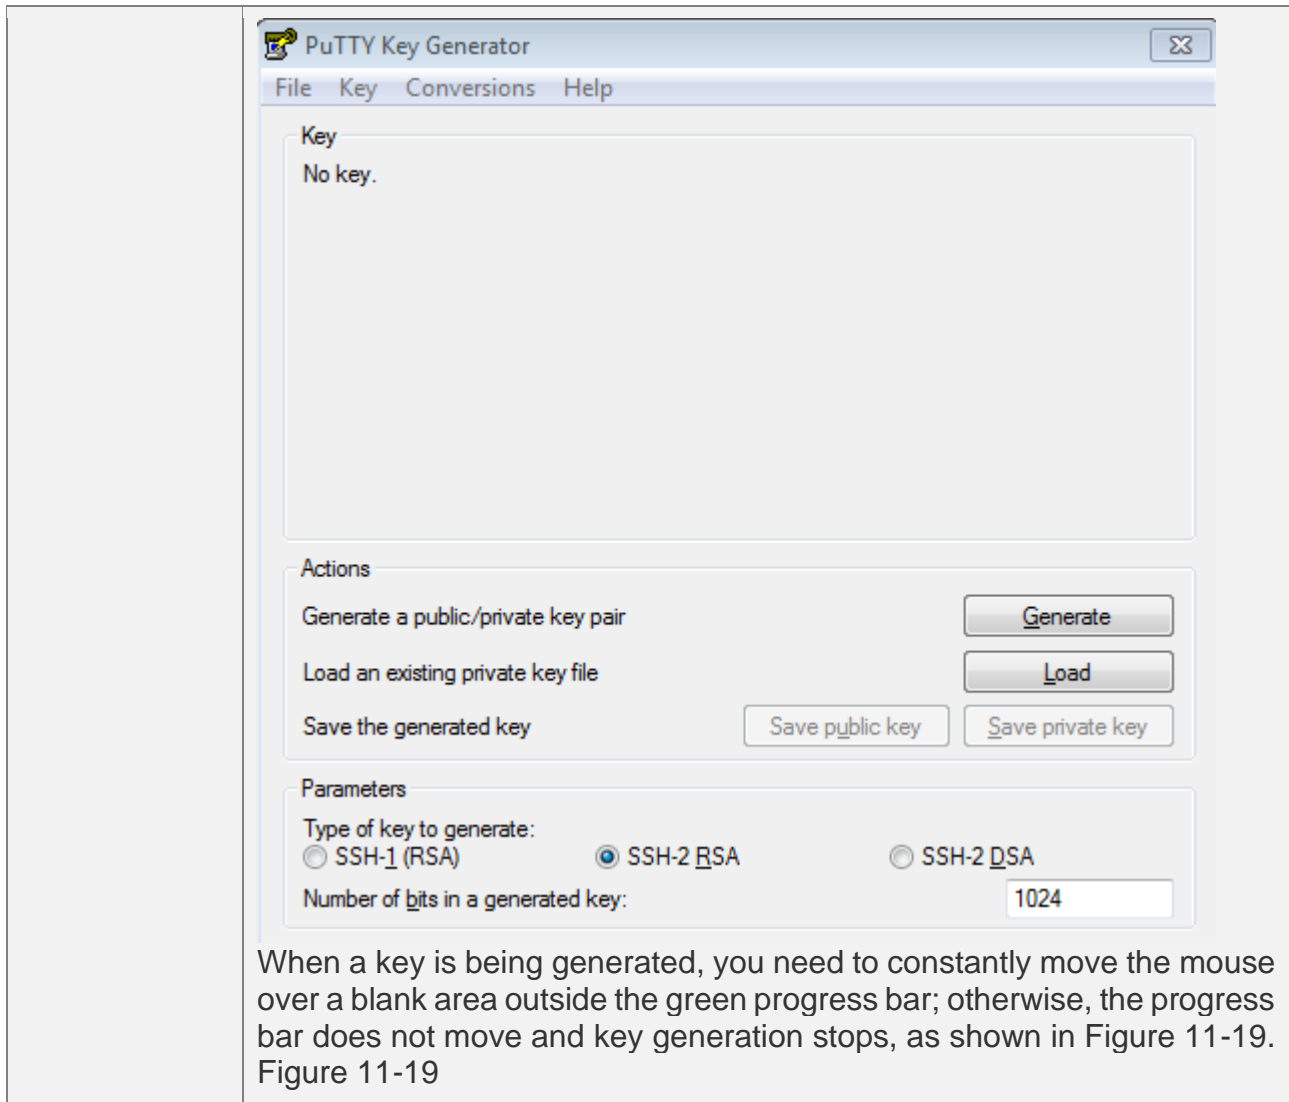 PuTTY Key Generator
File Key Conversions Help
Key
No key.
Actions
Generate a public/private key pair Generate
Load an existing private key file Load
Save the generated key Save public key Save private key
Parameters
Type of key to generate:
SSH-1 (RSA) SSH-2 RSA SSH-2 DSA
Number of bits in a generated key: 1024
When a key is being generated, you need to constantly move the mouse
over a blank area outside the green progress bar; otherwise, the progress
bar does not move and key generation stops, as shown in Figure 11-19.
Figure 11-19